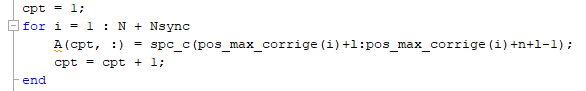 cpt = 1;
for i = 1 : N + Nsync
A(cpt, :) = spc_c(pos_max_corrige(i)+l:pos_max_corrige(i)+n+l-1);
cpt = cpt + 1;
end